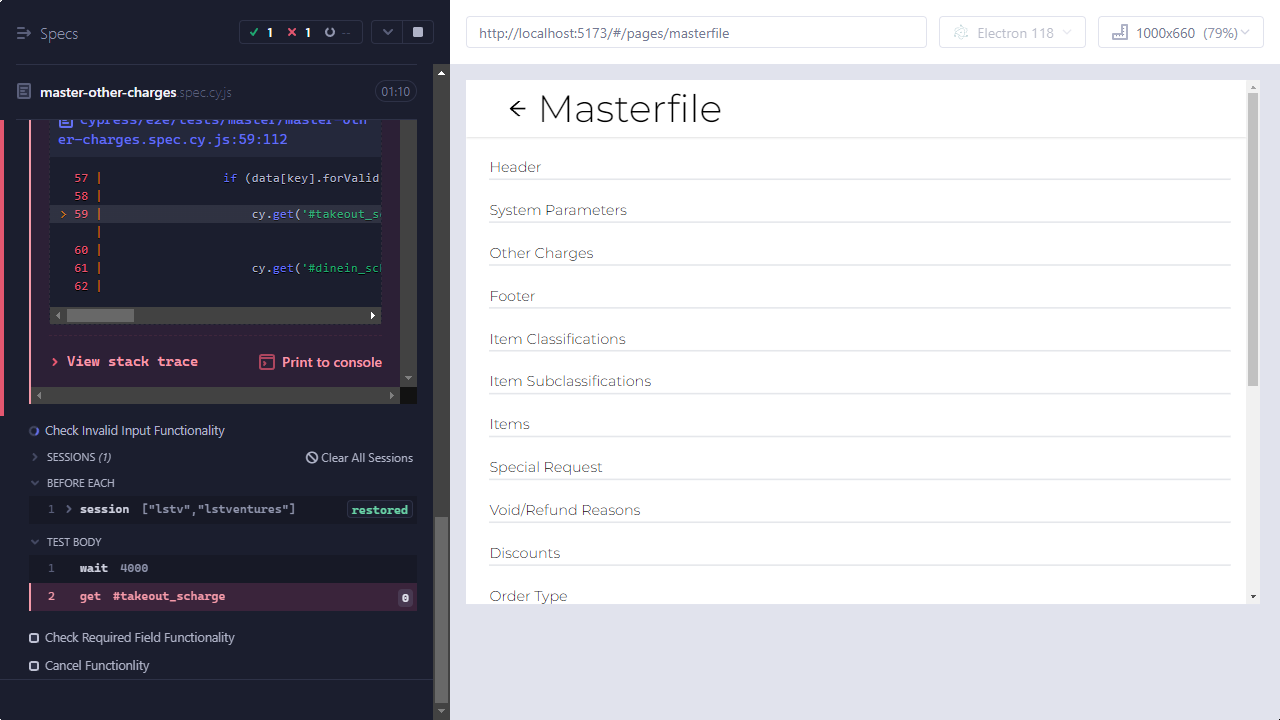 Specs
1
1
--
master-other-charges.spec.cy.js
01:10
cypress/e2e/tests/master/master-oth
er-charges.spec.cy.js:59:112
57 | if (data[key].forValid
58 |
> 59 | cy.get('#takeout_s
|
60 |
61 | cy.get('#dinein_sc
62 |
> View stack trace
Print to console
Check Invalid Input Functionality
SESSIONS (1)
Clear All Sessions
BEFORE EACH
1 session ["lstv","lstventures"] restored
TEST BODY
1 wait 4000
2 get #takeout_scharge 0
Check Required Field Functionality
Cancel Functionlity
http://localhost:5173/#/pages/masterfile
Electron 118
1000x660 (79%)
Masterfile
Header
System Parameters
Other Charges
Footer
Item Classifications
Item Subclassifications
Items
Special Request
Void/Refund Reasons
Discounts
Order Type